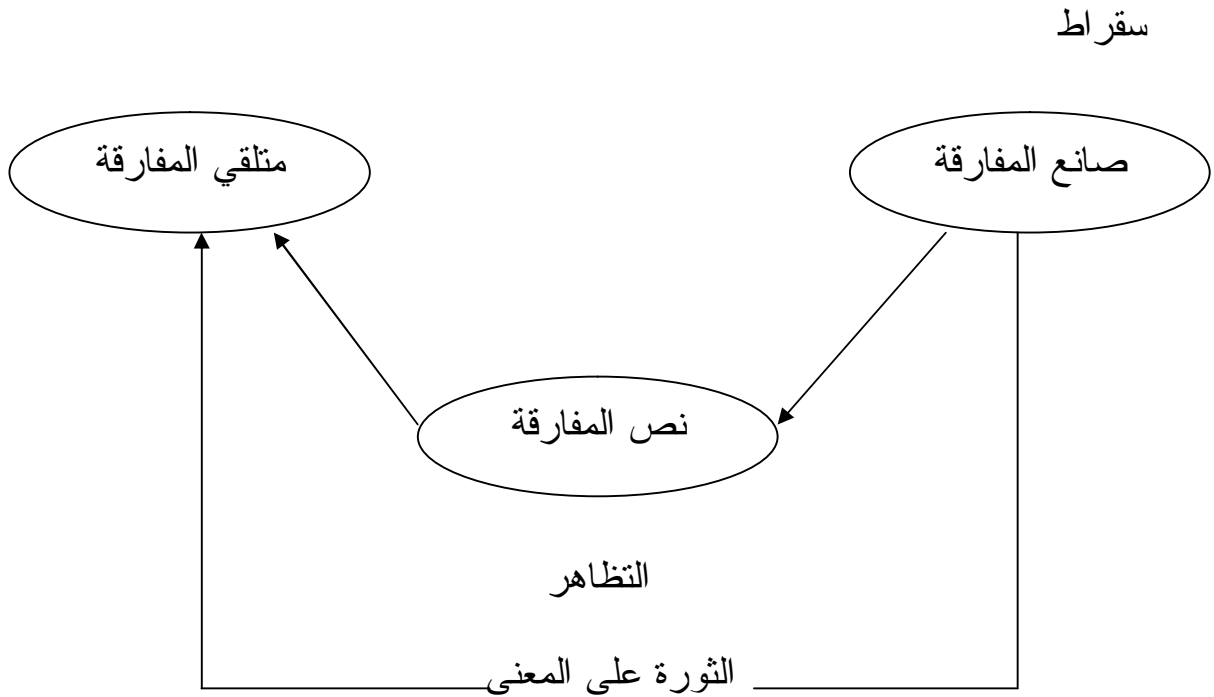 سقراط
صانع المفارقة
متلقي المفارقة
نص المفارقة
التظاهر
الثورة على المعنى